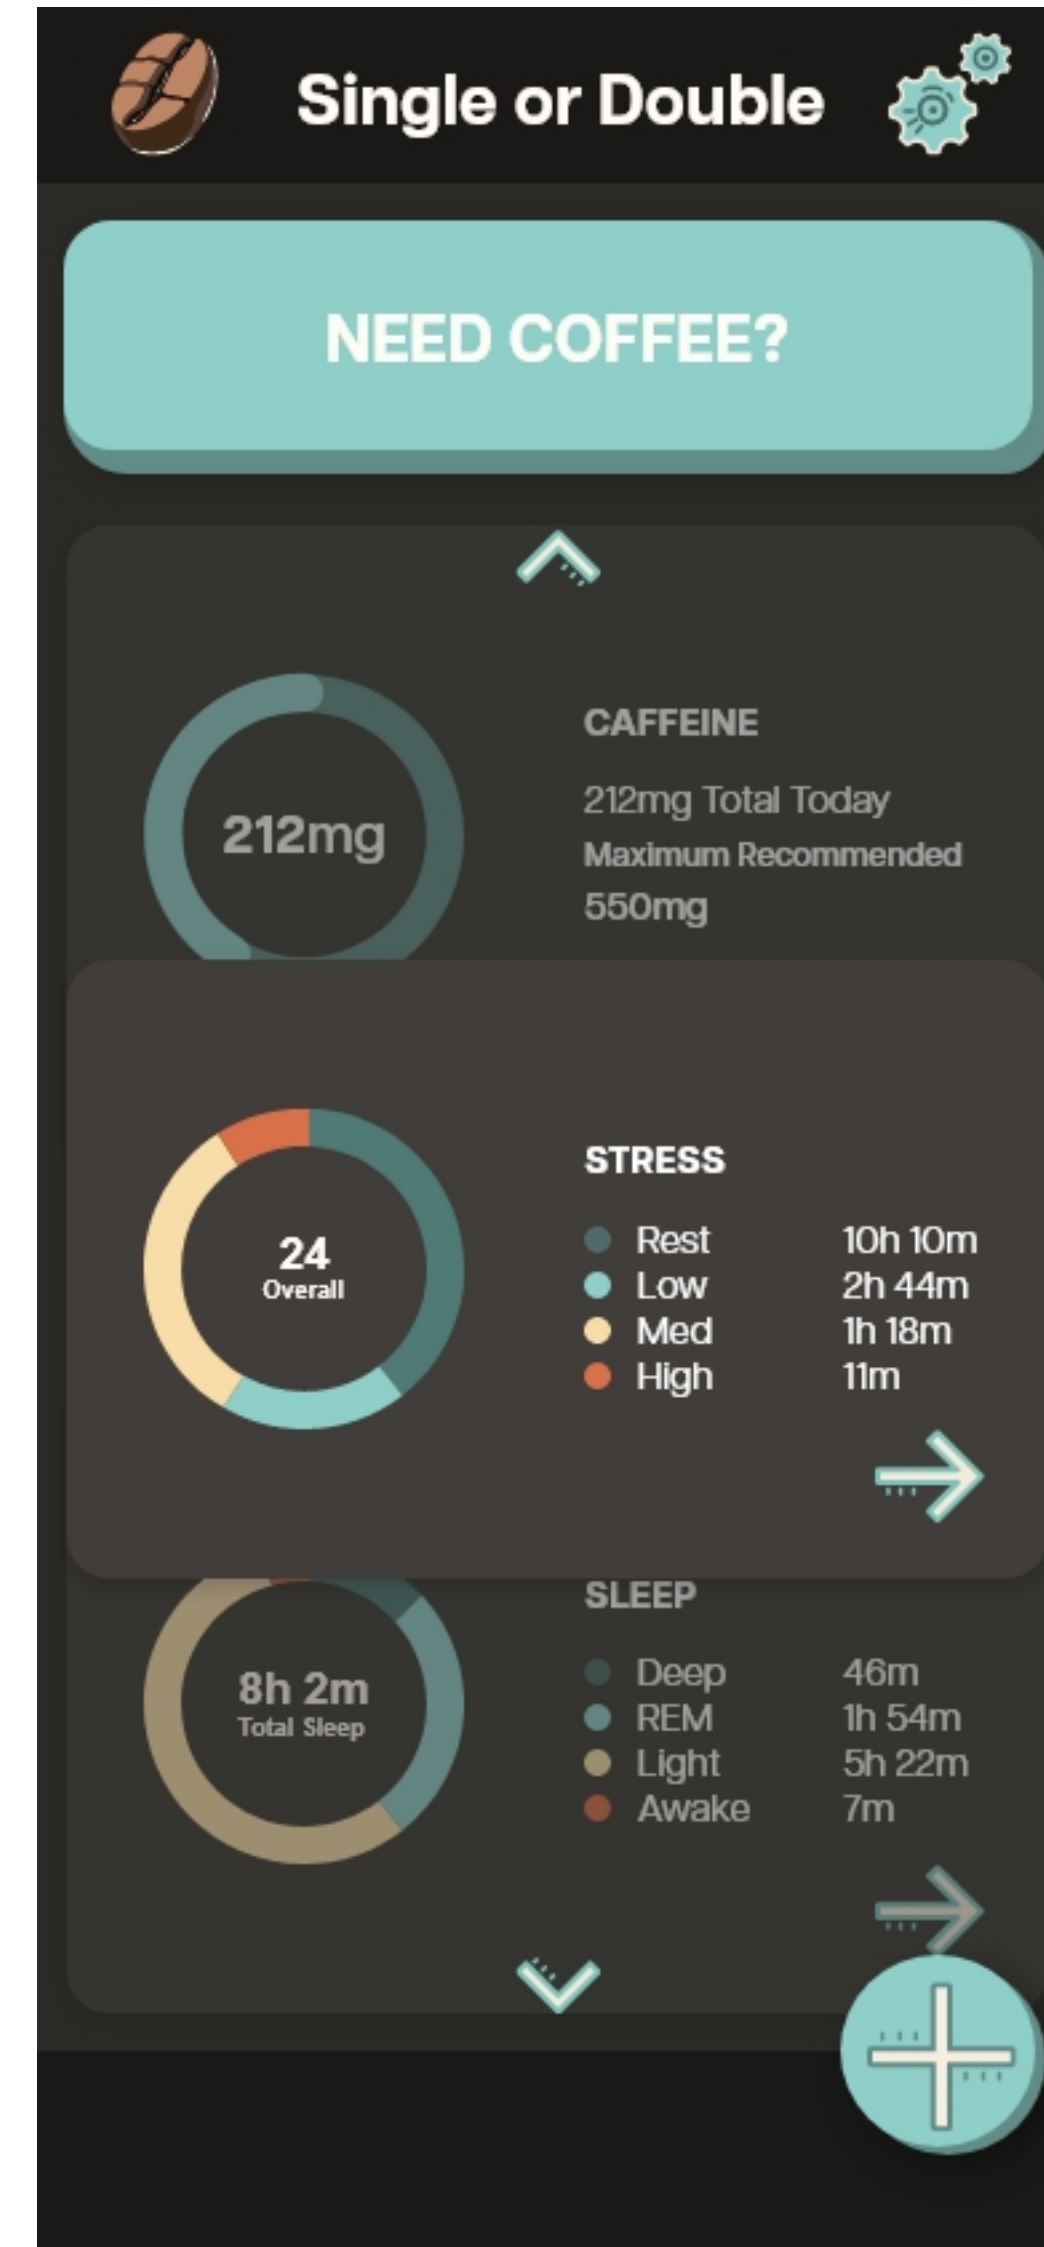 Single or Double
NEED COFFEE?
212mg
CAFFEINE
212mg Total Today
Maximum Recommended
550mg
24
Overall
STRESS
Rest 10h 10m
Low 2h 44m
Med 1h 18m
High 11m
8h 2m
Total Sleep
SLEEP
Deep 46m
REM 1h 54m
Light 5h 22m
Awake 7m